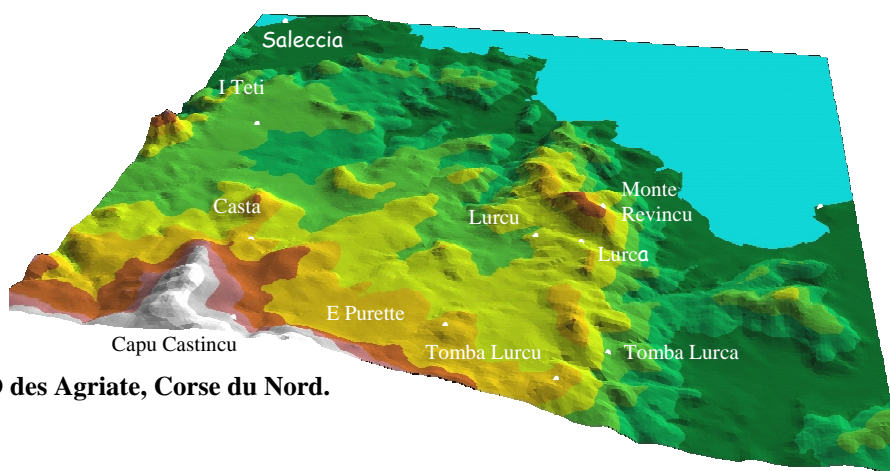 Saleccia
I Teti
Monte
Revincu
Casta
Lurcu
Lurca
E Purette
Capu Castincu
Tomba Lurcu
Tomba Lurca
des Agriate, Corse du Nord.